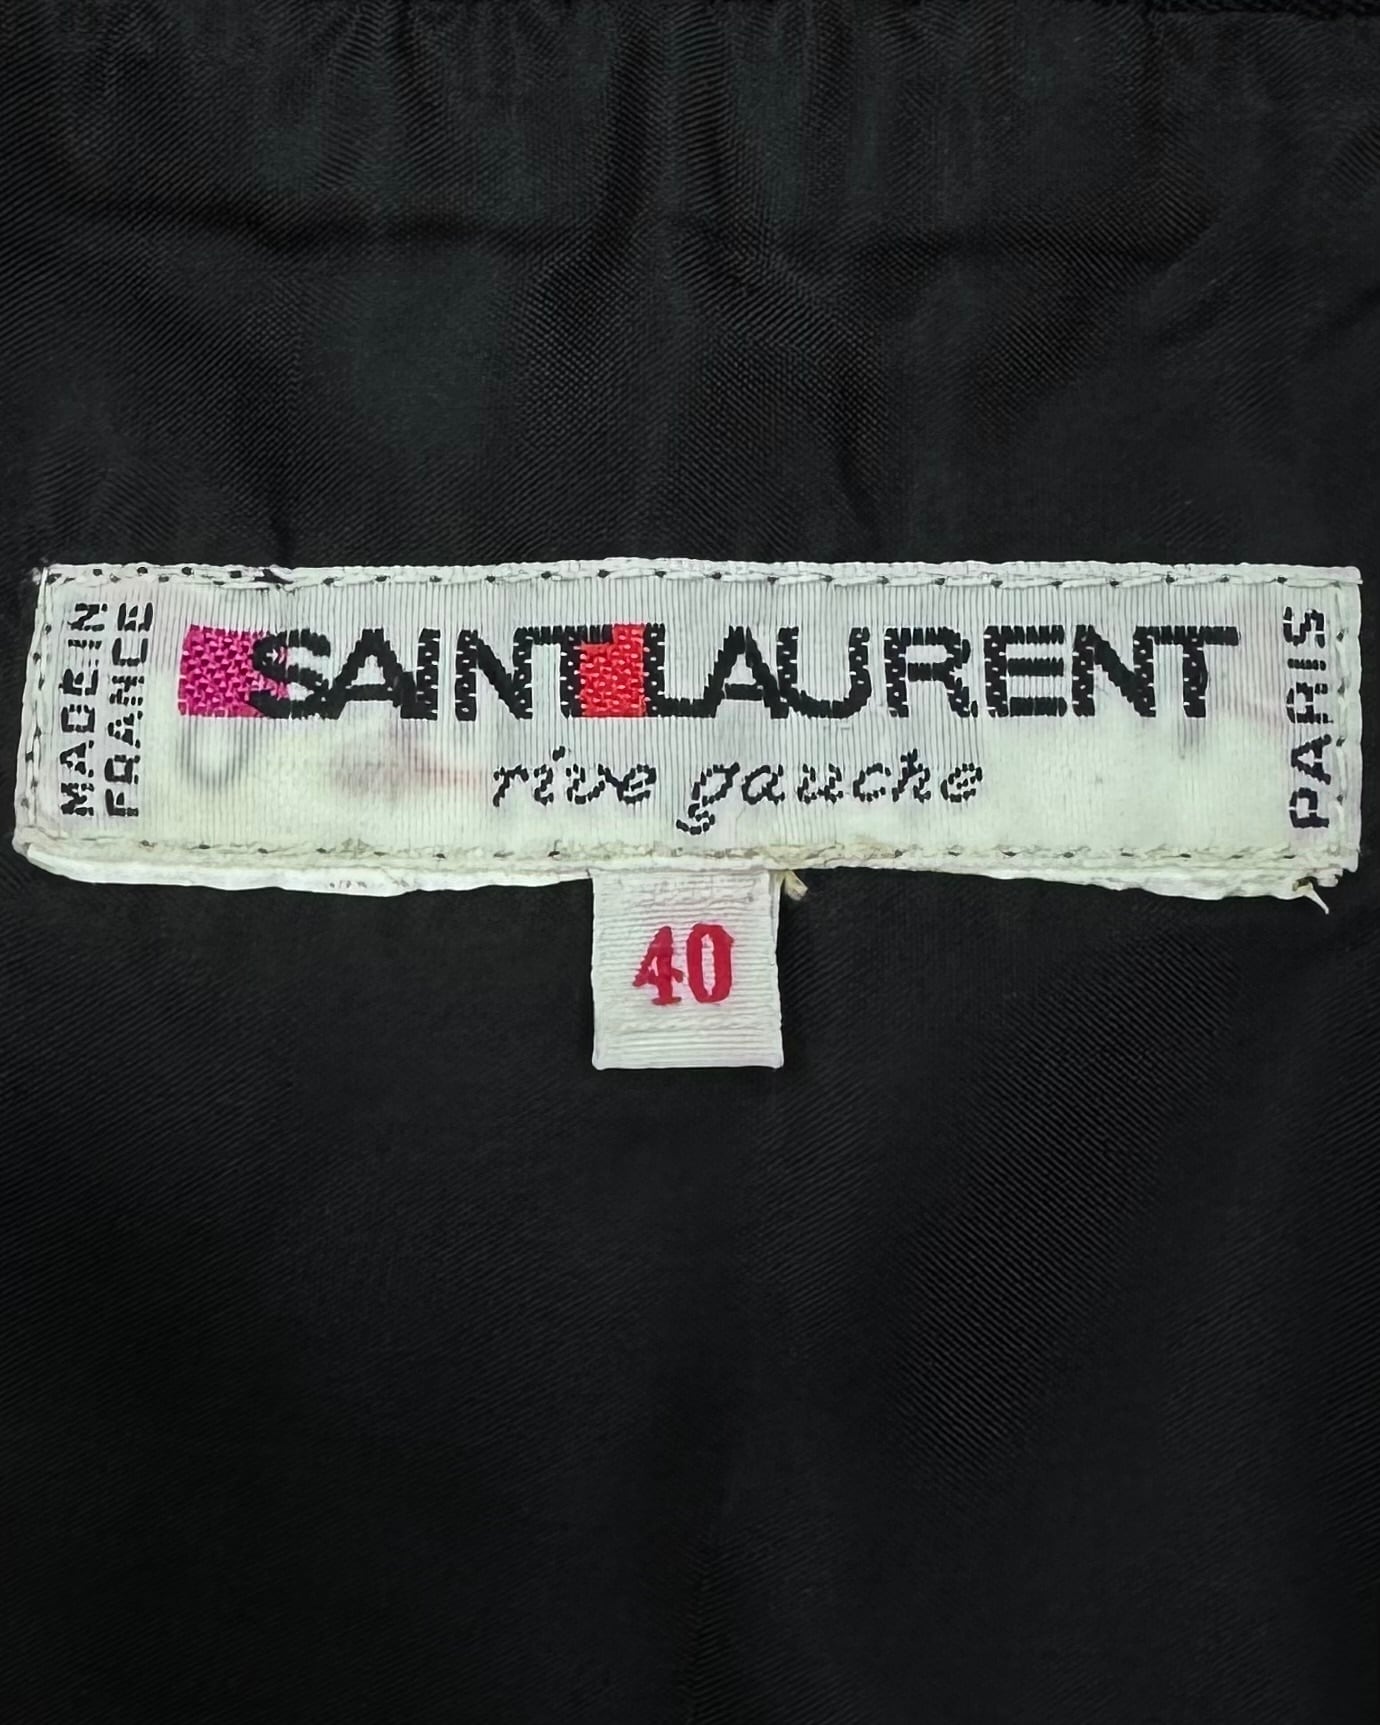 MADE IN
FRANCE
SAINT LAURENT
rive gauche
PARIS
40